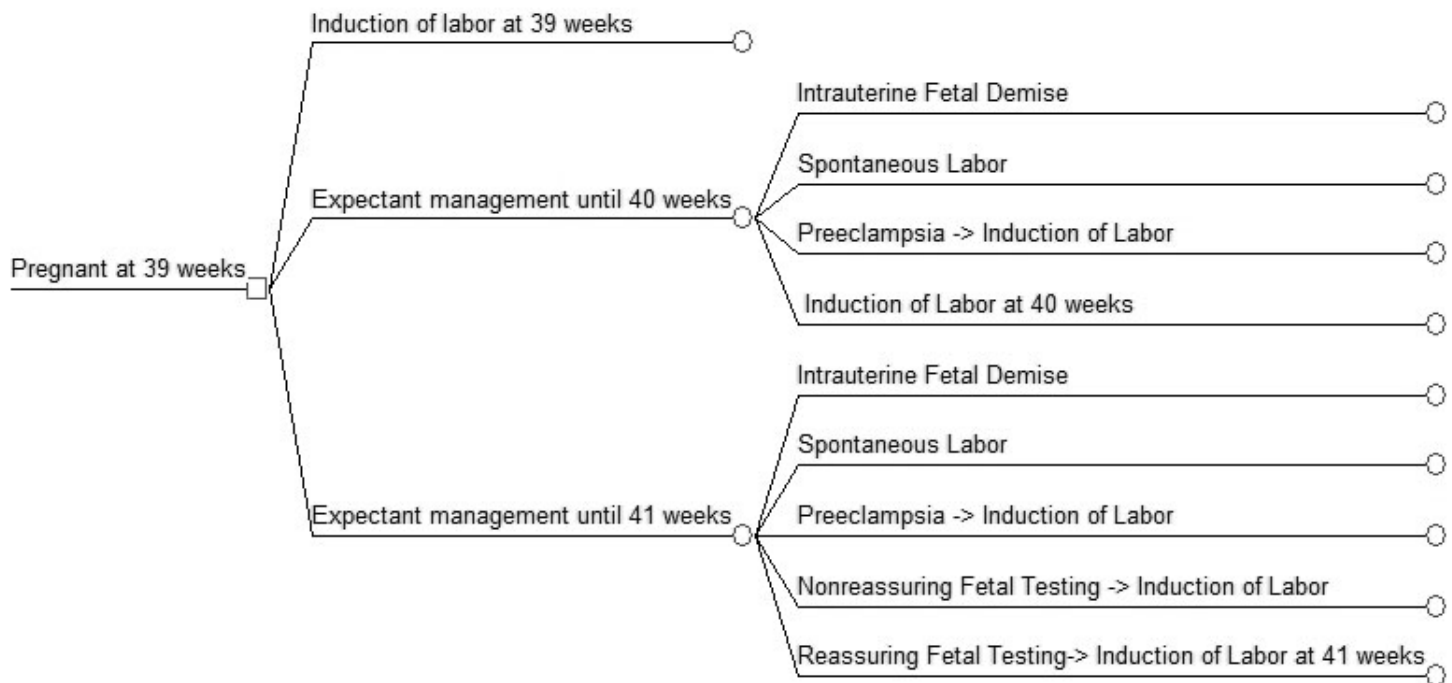 Induction of labor at 39 weeks
Intrauterine Fetal Demise
Spontaneous Labor
Expectant management until 40 weeks
Preeclampsia -> Induction of Labor
Pregnant at 39 weeks
Induction of Labor at 40 weeks
Intrauterine Fetal Demise
Spontaneous Labor
Expectant management until 41 weeks
Preeclampsia -> Induction of Labor
Nonreassuring Fetal Testing -> Induction of Labor
Reassuring Fetal Testing-> Induction of Labor at 41 weeks